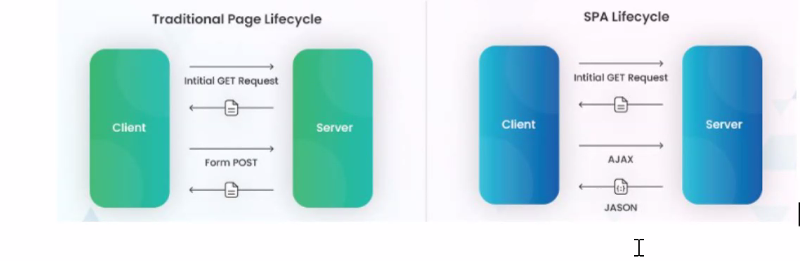 Traditional Page Lifecycle
Intitial GET Request
Client
Server
Form POST
SPA Lifecycle
Intitial GET Request
Client
Server
AJAX
{;}
JASON